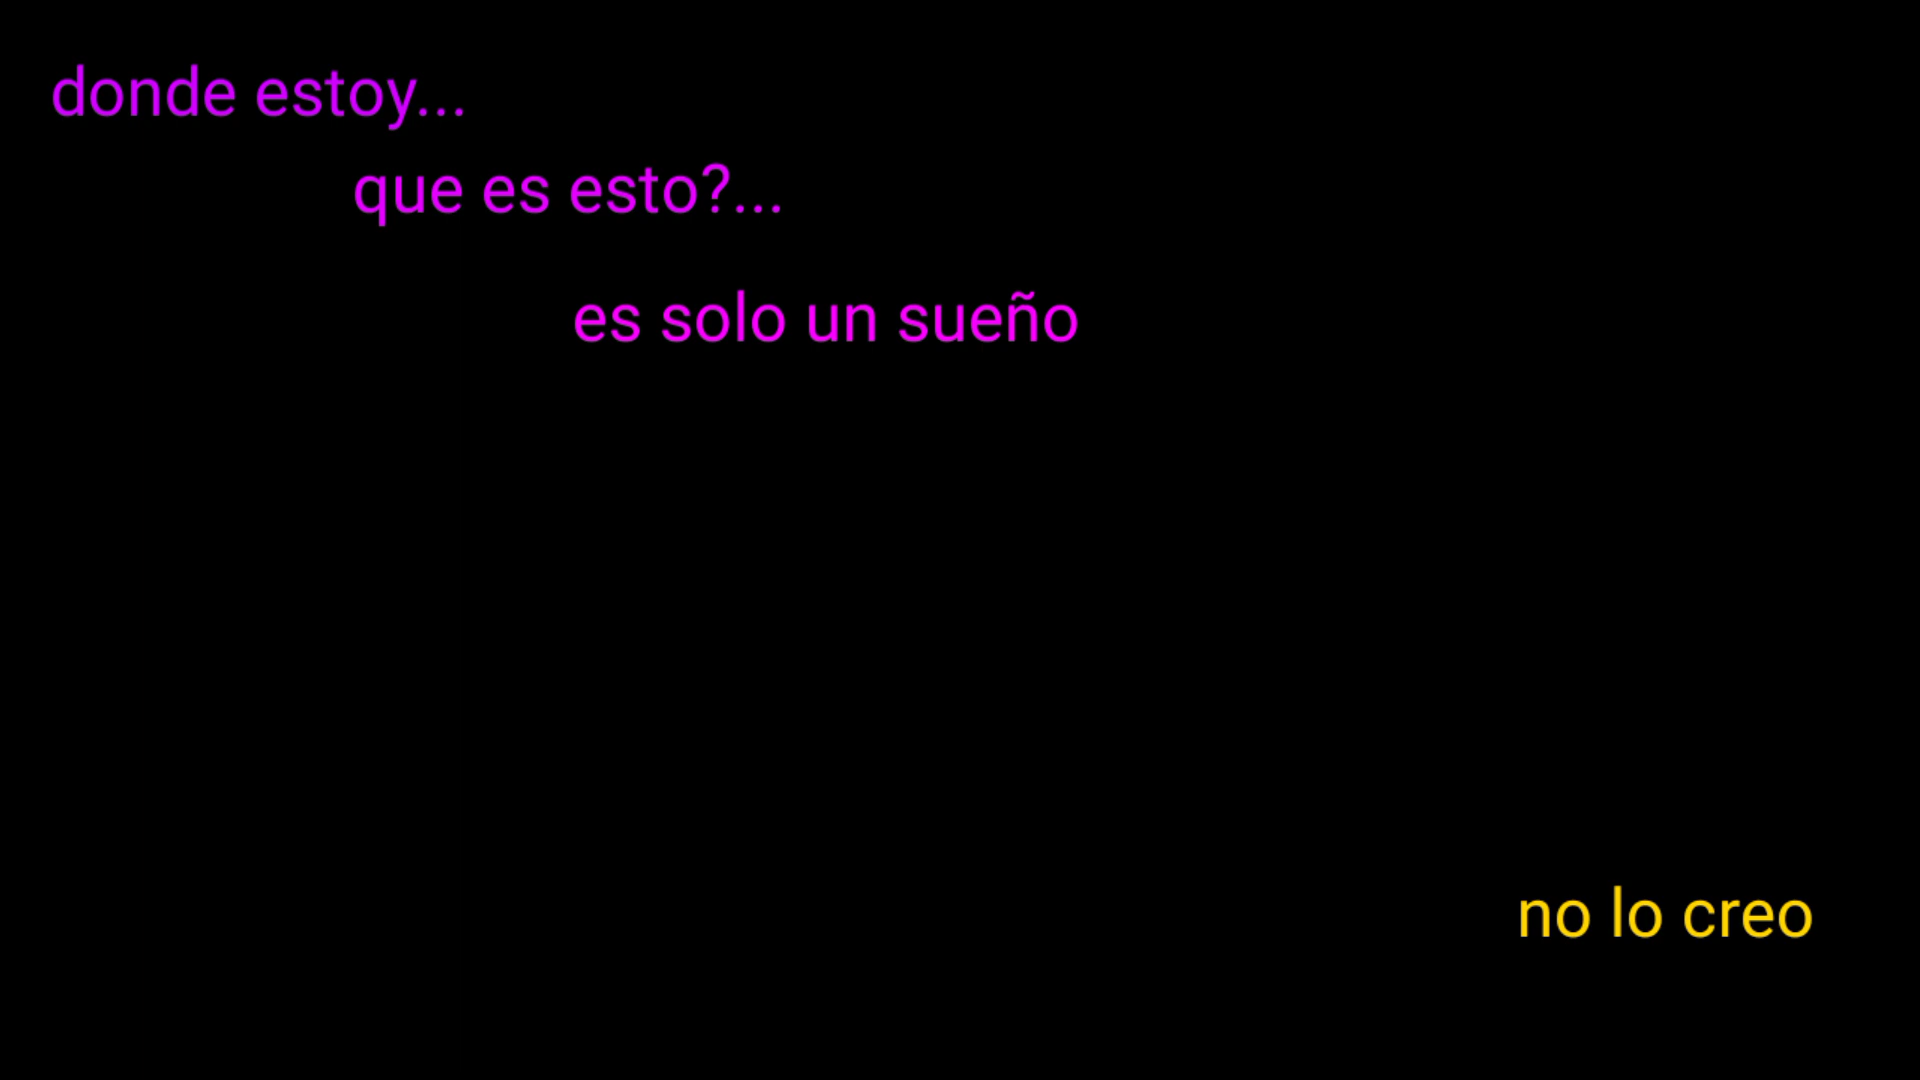 donde estoy...
que es esto?...
es solo un sueño
no lo creo